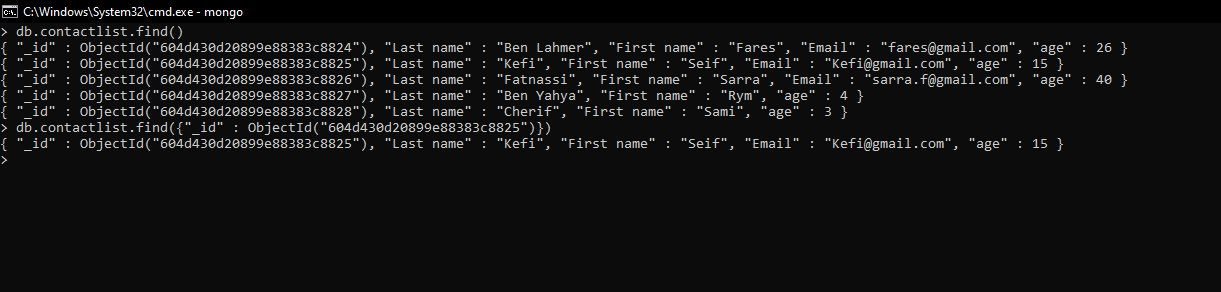 C:\Windows\System32\cmd.exe - mongo
> db.contactlist.find()
{ "_id" : ObjectId("604d430d20899e88383c8824"), "Last name" : "Ben Lahmer", "First name" : "Fares", "Email" : "fares@gmail.com", "age" : 26 }
{ "_id" : ObjectId("604d430d20899e88383c8825"), "Last name" : "Kefi", "First name" : "Seif", "Email" : "Kefi@gmail.com", "age" : 15 }
{ "_id" : ObjectId("604d430d20899e88383c8826"), "Last name" : "Fatnassi", "First name" : "Sarra", "Email" : "sarra.f@gmail.com", "age" : 40 }
{ "_id" : ObjectId("604d430d20899e88383c8827"), "Last name" : "Ben Yahya", "First name" : "Rym", "age" : 4 }
{ "_id" : ObjectId("604d430d20899e88383c8828"), "Last name" : "Cherif", "First name" : "Sami", "age" : 3 }
> db.contactlist.find({"_id" : ObjectId("604d430d20899e88383c8825")})
{ "_id" : ObjectId("604d430d20899e88383c8825"), "Last name" : "Kefi", "First name" : "Seif", "Email" : "Kefi@gmail.com", "age" : 15 }
>